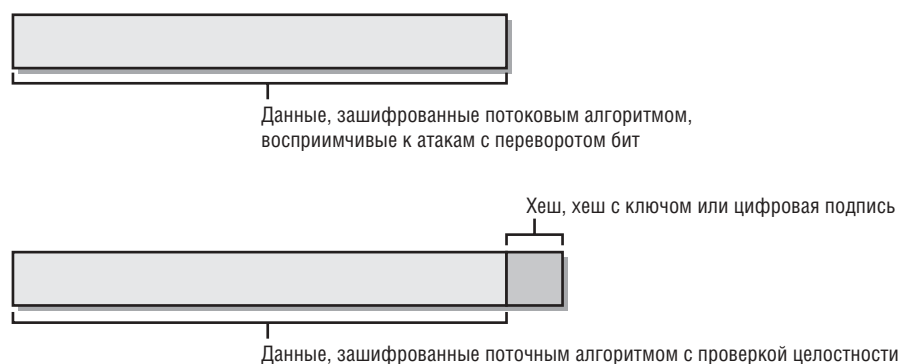 Данные, зашифрованные потоковым алгоритмом,
восприимчивые к атакам с переворотом бит
Хеш, хеш с ключом или цифровая подпись
Данные, зашифрованные поточным алгоритмом с проверкой целостности